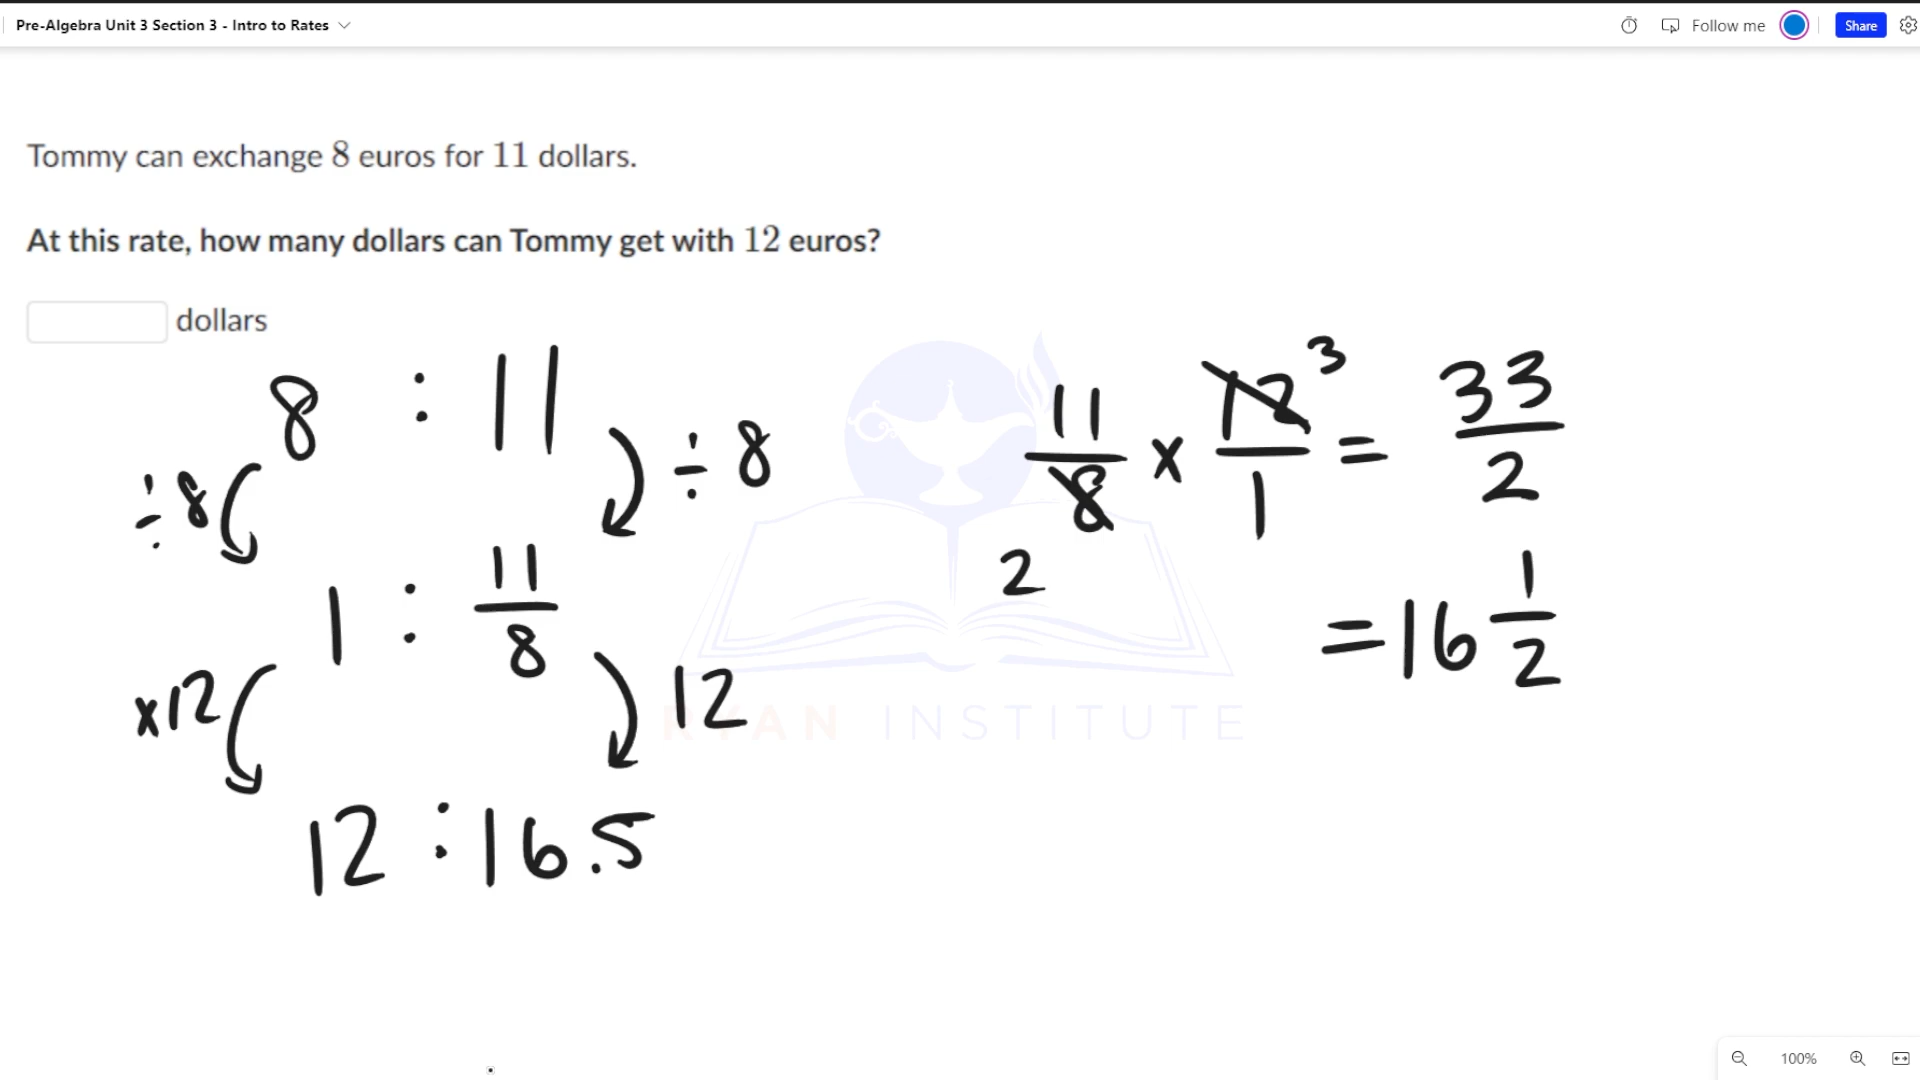 Pre-Algebra Unit 3 Section 3 - Intro to Rates
Follow me
Share
Tommy can exchange 8 euros for 11 dollars.
At this rate, how many dollars can Tommy get with 12 euros?
dollars
8 : 11
÷8
÷8
1 : 11/8
x12
12
12 : 16.5
11/8 x 12/1 = 33/2
3
2
= 16 1/2
RYAN INSTITUTE
100%